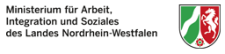 Ministerium für Arbeit,
Integration und Soziales
des Landes Nordrhein-Westfalen